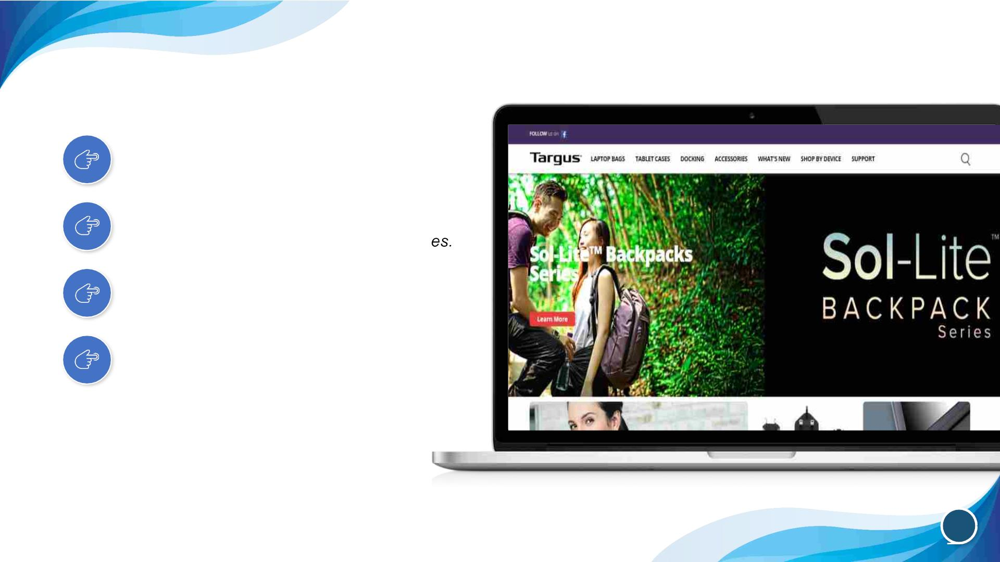 FOLLOW us on
Targus LAPTOP BAGS TABLET CASES DOCKING ACCESSORIES WHAT'S NEW SHOP BY DEVICE SUPPORT
es.
Sol-Lite™ Backpacks
Series
Learn More
Sol-Lite™
BACKPACK
Series